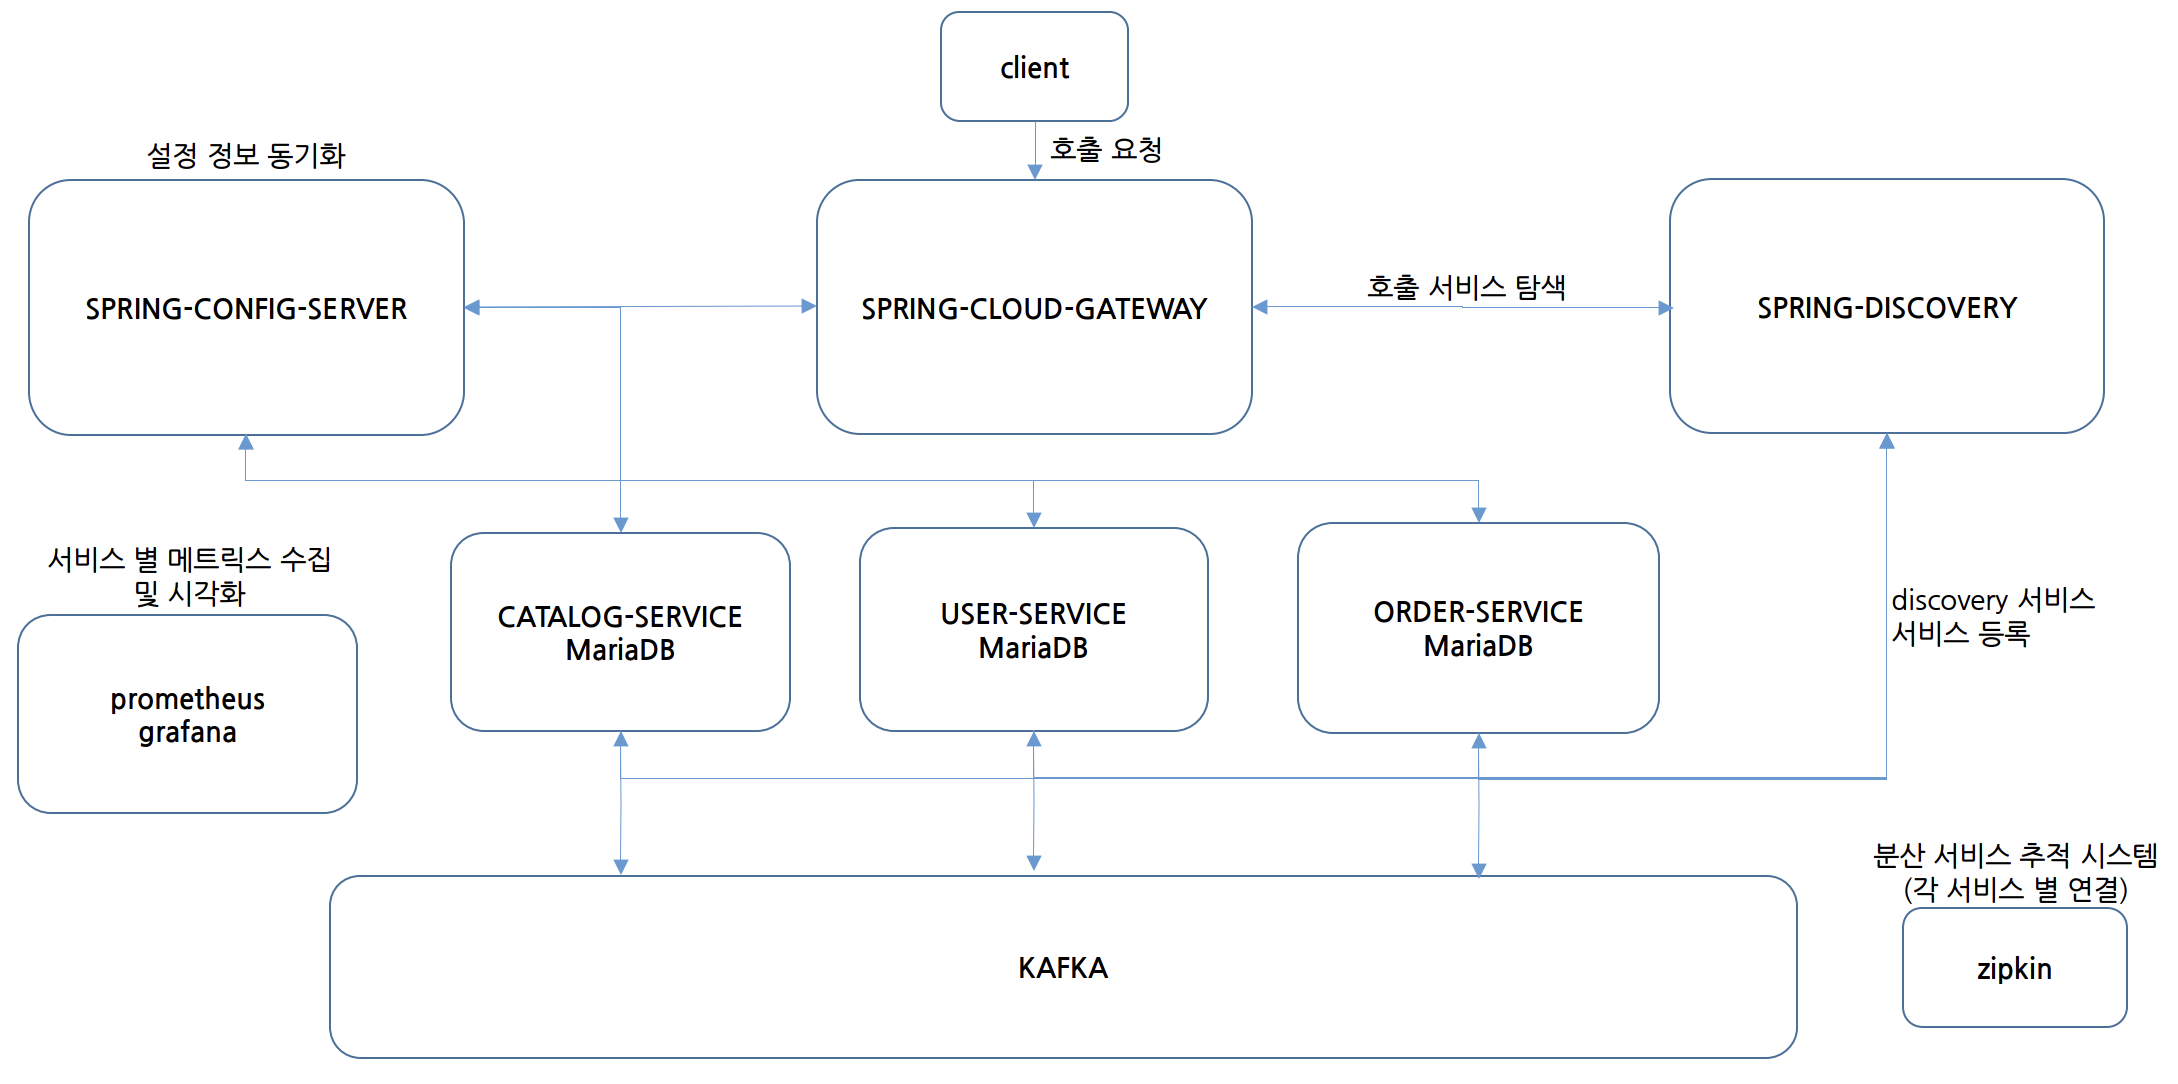 client
호출 요청
설정 정보 동기화
SPRING-CONFIG-SERVER
SPRING-CLOUD-GATEWAY
호출 서비스 탐색
SPRING-DISCOVERY
서비스 별 메트릭스 수집
및 시각화
prometheus
grafana
CATALOG-SERVICE
MariaDB
USER-SERVICE
MariaDB
ORDER-SERVICE
MariaDB
discovery 서비스
서비스 등록
KAFKA
분산 서비스 추적 시스템
(각 서비스 별 연결)
zipkin